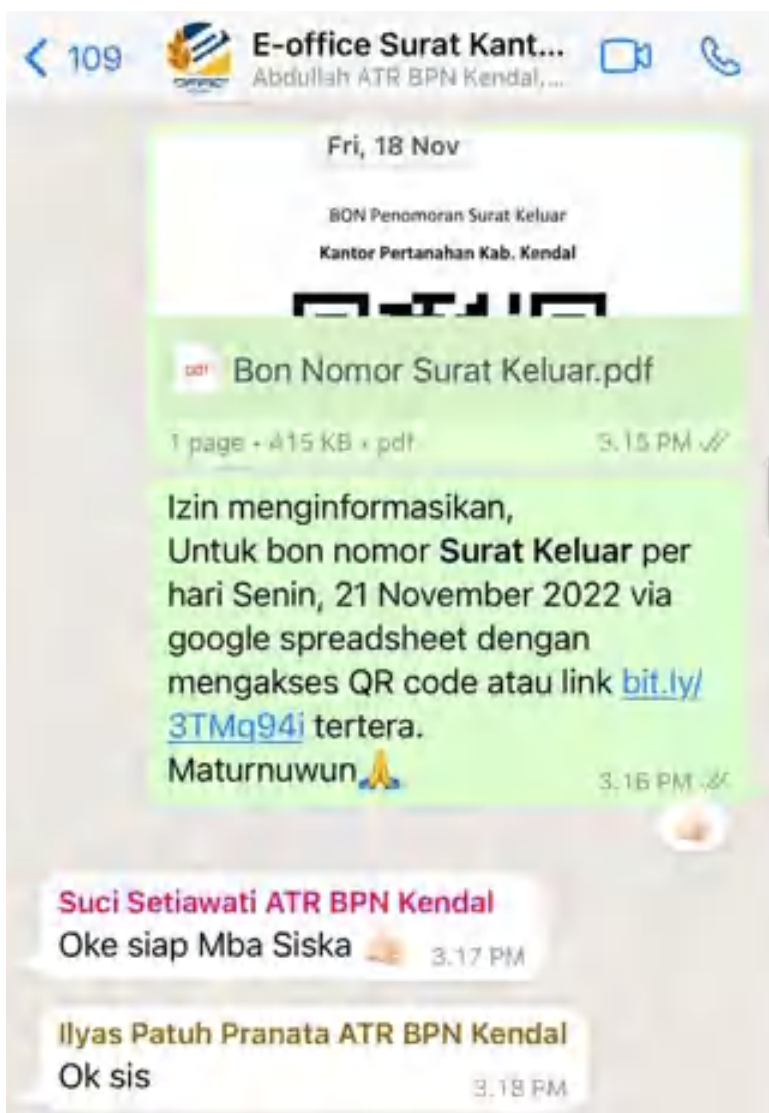 109
E-office Surat Kant...
Abdullah ATR BPN Kendal,...
Fri, 18 Nov
BON Penomoran Surat Keluar
Kantor Pertanahan Kab. Kendal
pdf
Bon Nomor Surat Keluar.pdf
1 page • 415 KB • pdf
3.15 PM
Izin menginformasikan,
Untuk bon nomor Surat Keluar per
hari Senin, 21 November 2022 via
google spreadsheet dengan
mengakses QR code atau link bit.ly/
3TMq94i tertera.
Maturnuwun🙏
3.16 PM
Suci Setiawati ATR BPN Kendal
Oke siap Mba Siska 👍🏻
3.17 PM
Ilyas Patuh Pranata ATR BPN Kendal
Ok sis
3.18 PM